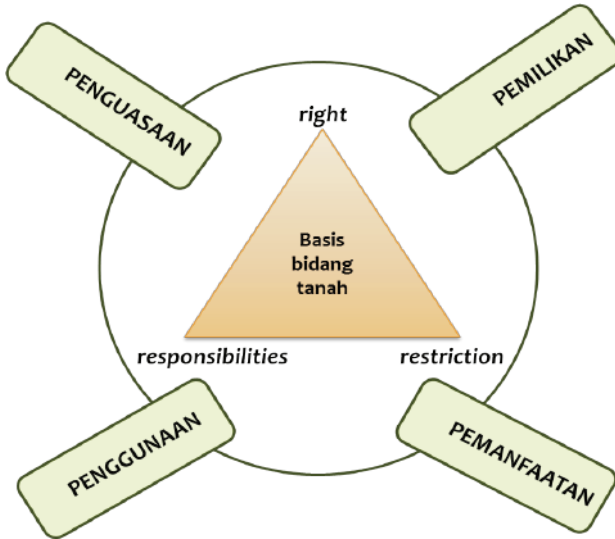 PENGUASAAN
PEMILIKAN
right
Basis
bidang
tanah
responsibilities
restriction
PENGGUNAAN
PEMANFAATAN